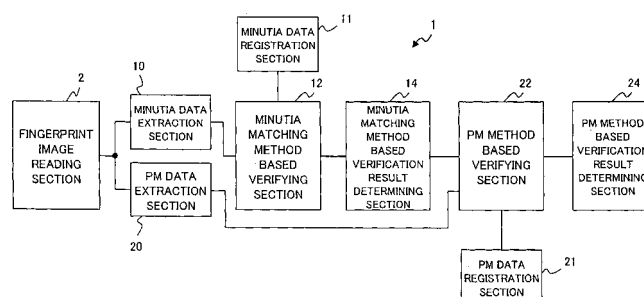 11
MINUTIA DATA
REGISTRATION
SECTION
1
2
FINGERPRINT
IMAGE
READING
SECTION
10
MINUTIA DATA
EXTRACTION
SECTION
PM DATA
EXTRACTION
SECTION
20
12
MINUTIA
MATCHING
METHOD
BASED
VERIFYING
SECTION
14
MINUTIA
MATCHING
METHOD
BASED
VERIFICATION
RESULT
DETERMINING
SECTION
22
PM METHOD
BASED
VERIFYING
SECTION
24
PM METHOD
BASED
VERIFICATION
RESULT
DETERMINING
SECTION
PM DATA
REGISTRATION
SECTION
21